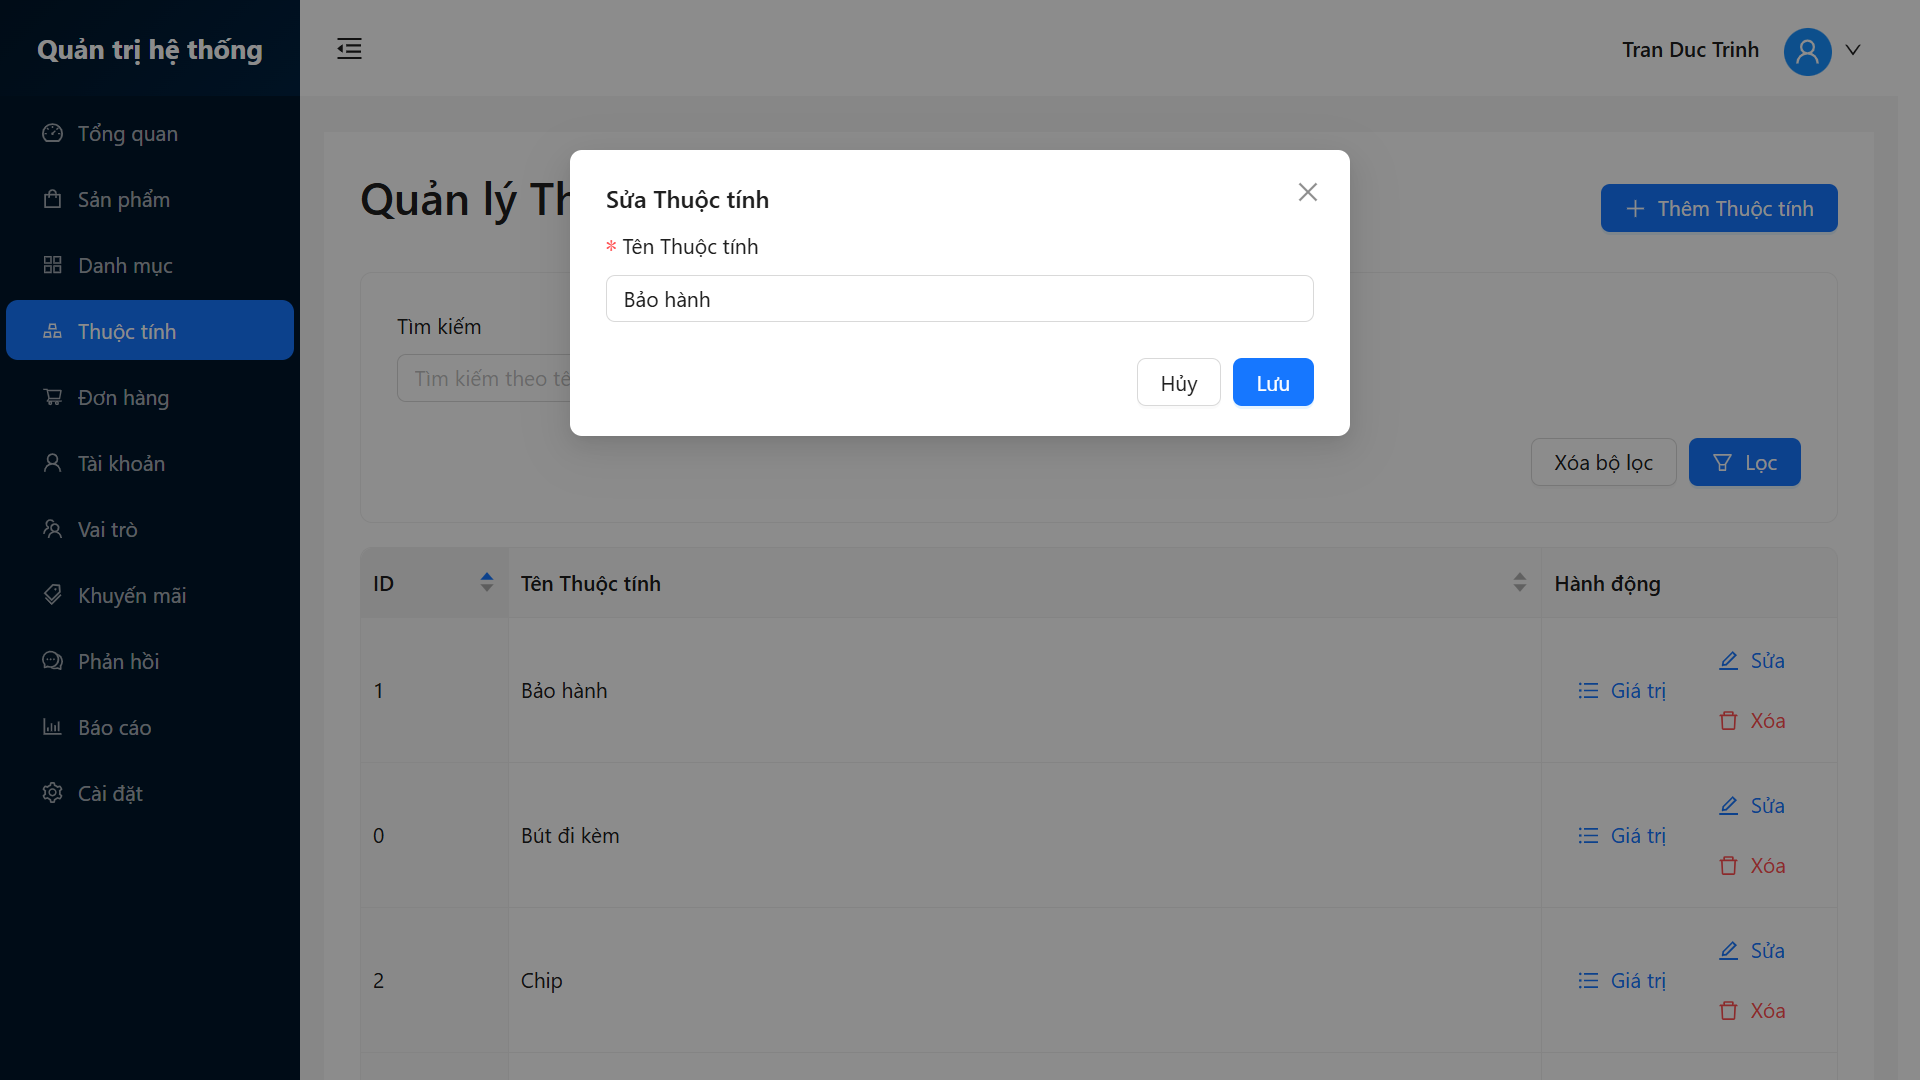 Quản trị hệ thống
Tran Duc Trinh
Tổng quan
Sản phẩm
Danh mục
Thuộc tính
Đơn hàng
Tài khoản
Vai trò
Khuyến mãi
Phản hồi
Báo cáo
Cài đặt
Quản lý Th
Thêm Thuộc tính
Sửa Thuộc tính
* Tên Thuộc tính
Bảo hành
Hủy
Lưu
Tìm kiếm
Tìm kiếm theo tê
Xóa bộ lọc
Lọc
ID
Tên Thuộc tính
Hành động
1
Bảo hành
Giá trị
Sửa
Xóa
0
Bút đi kèm
Giá trị
Sửa
Xóa
2
Chip
Giá trị
Sửa
Xóa